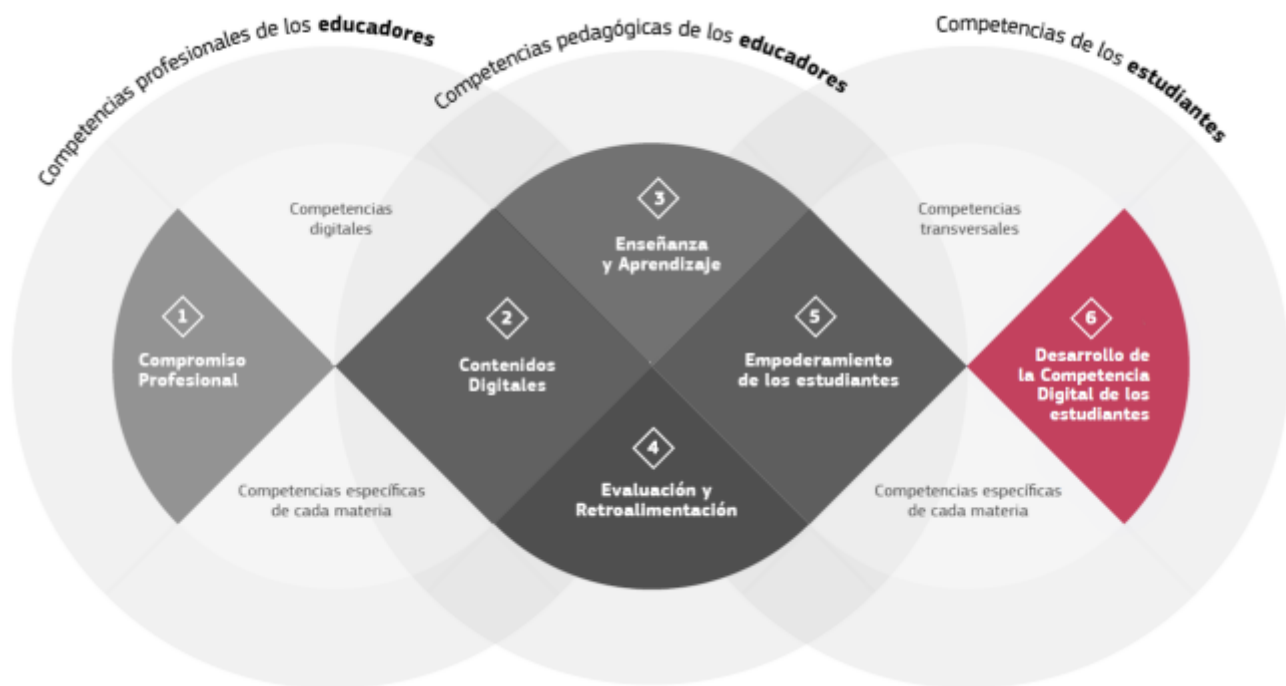 Competencias profesionales de los educadores
Competencias pedagógicas de los educadores
Competencias de los estudiantes
Competencias
digitales
3
Enseñanza
y Aprendizaje
Competencias
transversales
1
Compromiso
Profesional
2
Contenidos
Digitales
5
Empoderamiento
de los estudiantes
6
Desarrollo de
la Competencia
Digital de los
estudiantes
4
Evaluación y
Retroalimentación
Competencias específicas
de cada materia
Competencias específicas
de cada materia